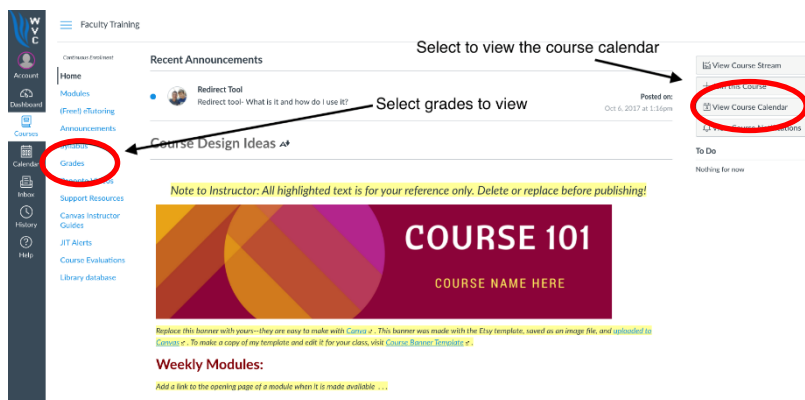 WVC
Faculty Training
Account
Dashboard
Courses
Calendar
Inbox
History
Help
Continuous Enrollment
Home
Modules
(Free!) eTutoring
Announcements
Syllabus
Grades
Support Resources
Canvas Instructor
Guides
JIT Alerts
Course Evaluations
Library database
Recent Announcements
Redirect Tool
Redirect tool- What is it and how do I use it?
Posted on:
Oct 6, 2017 at 1:16pm
Select to view the course calendar
Select grades to view
Course Design Ideas
Note to Instructor: All highlighted text is for your reference only. Delete or replace before publishing!
COURSE 101
COURSE NAME HERE
Replace this banner with yours--they are easy to make with Canva . This banner was made with the Etsy template, saved as an image file, and uploaded to
Canvas . To make a copy of my template and edit it for your class, visit Course Banner Template .
Weekly Modules:
Add a link to the opening page of a module when it is made available . . .
View Course Stream
this Course
View Course Calendar
View Course Notifications
To Do
Nothing for now